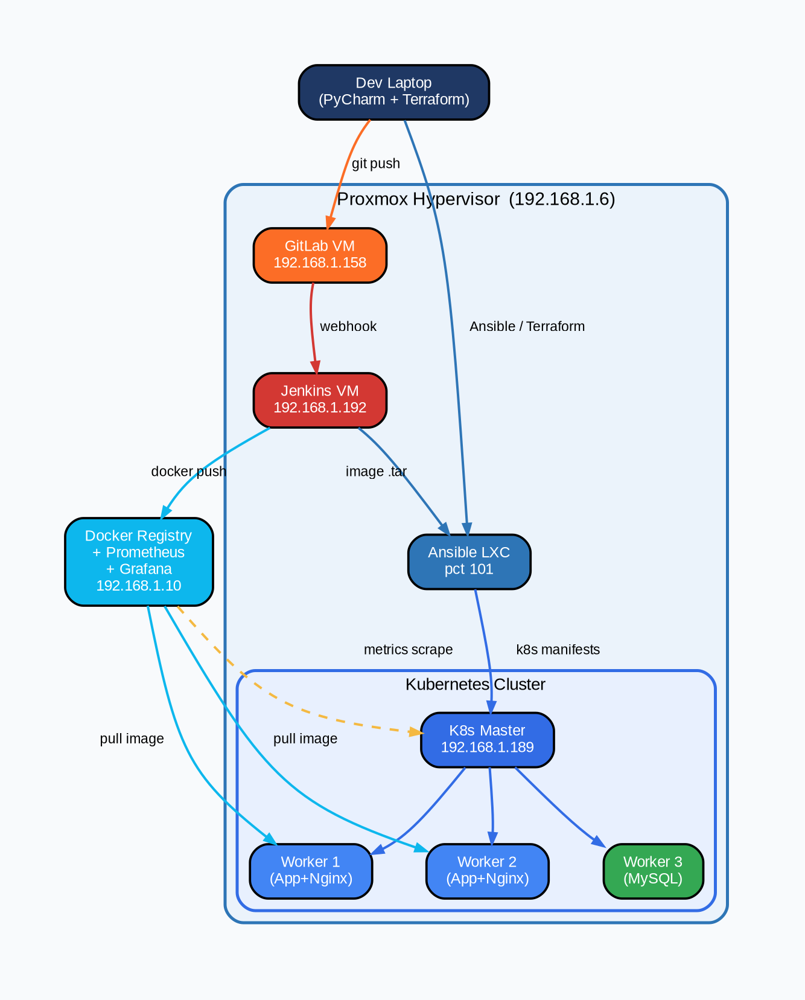 Dev Laptop
(PyCharm + Terraform)
git push
Proxmox Hypervisor  (192.168.1.6)
GitLab VM
192.168.1.158
webhook
Ansible / Terraform
Jenkins VM
192.168.1.192
docker push
image .tar
Docker Registry
+ Prometheus
+ Grafana
192.168.1.10
Ansible LXC
pct 101
metrics scrape
k8s manifests
Kubernetes Cluster
K8s Master
192.168.1.189
pull image
pull image
Worker 1
(App+Nginx)
Worker 2
(App+Nginx)
Worker 3
(MySQL)